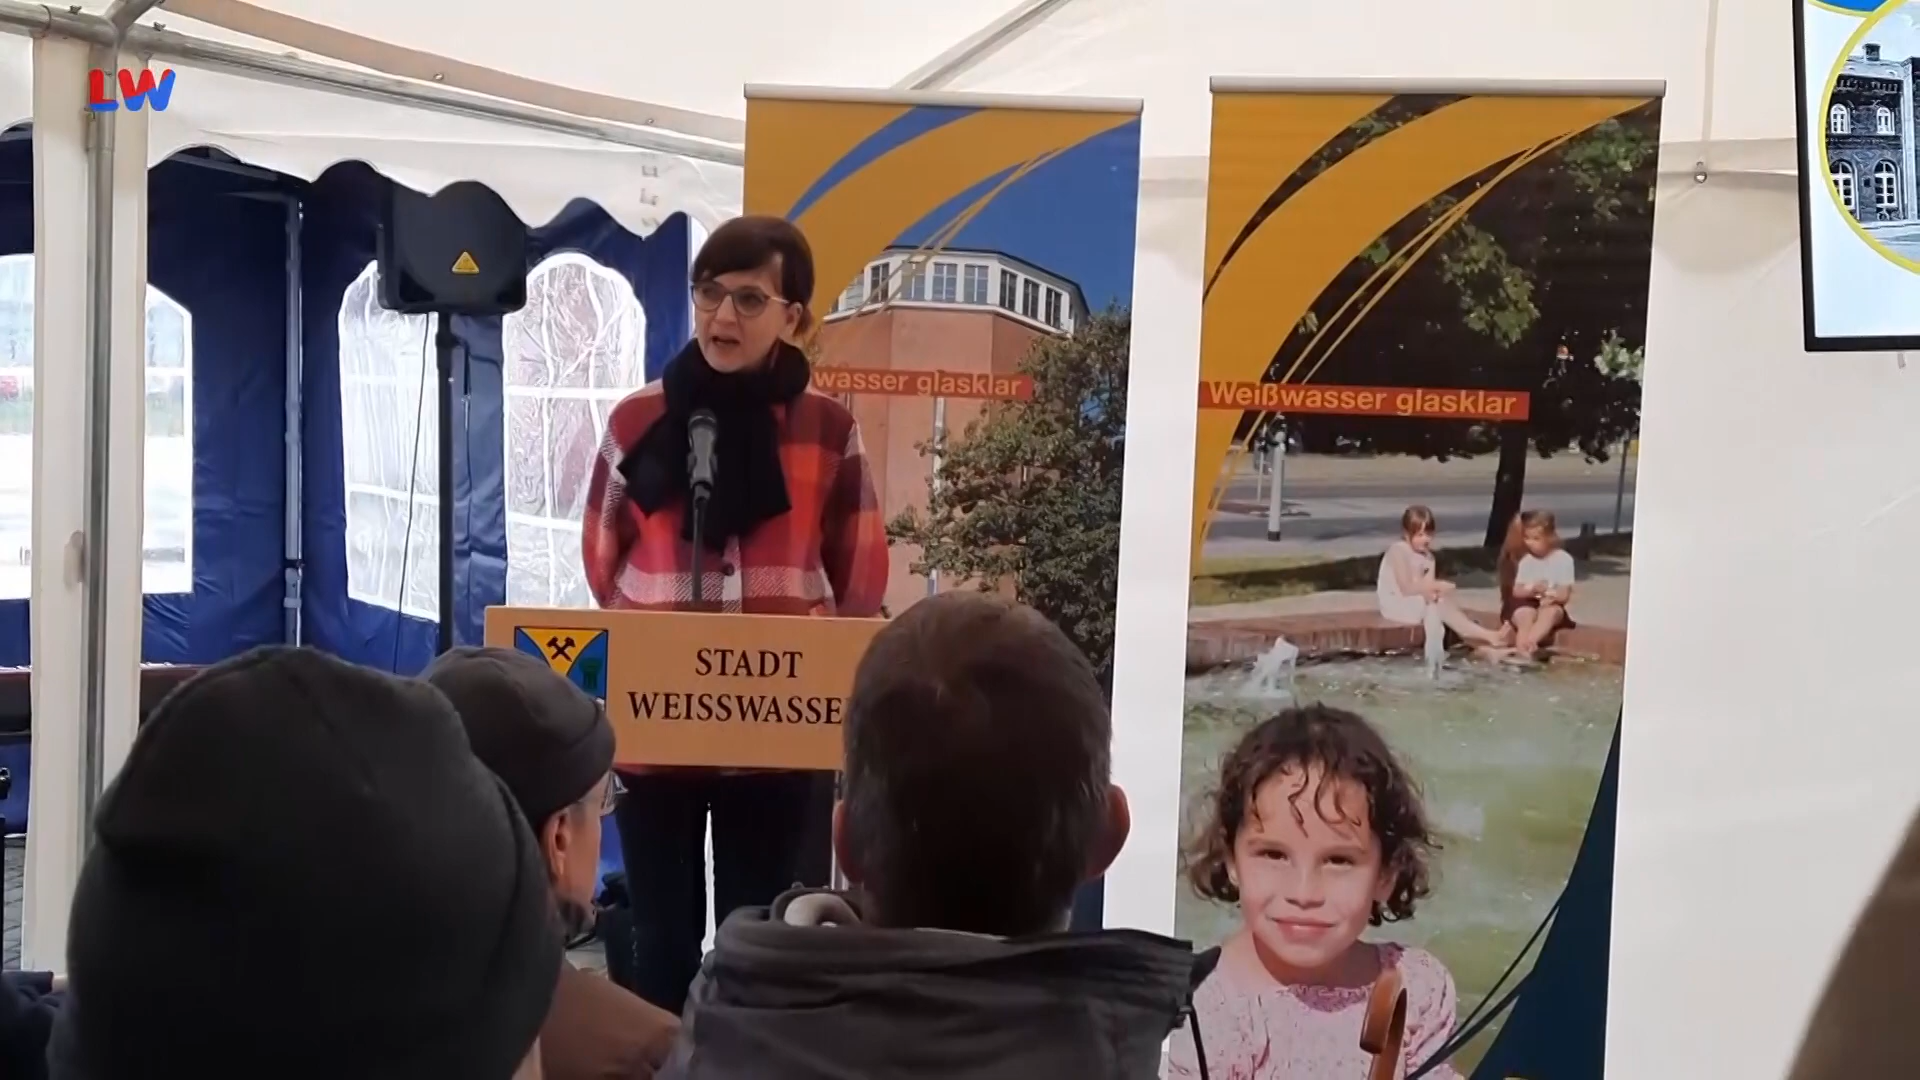 LW
wasser glasklar
Weißwasser glasklar
STADT
WEISSWASSE